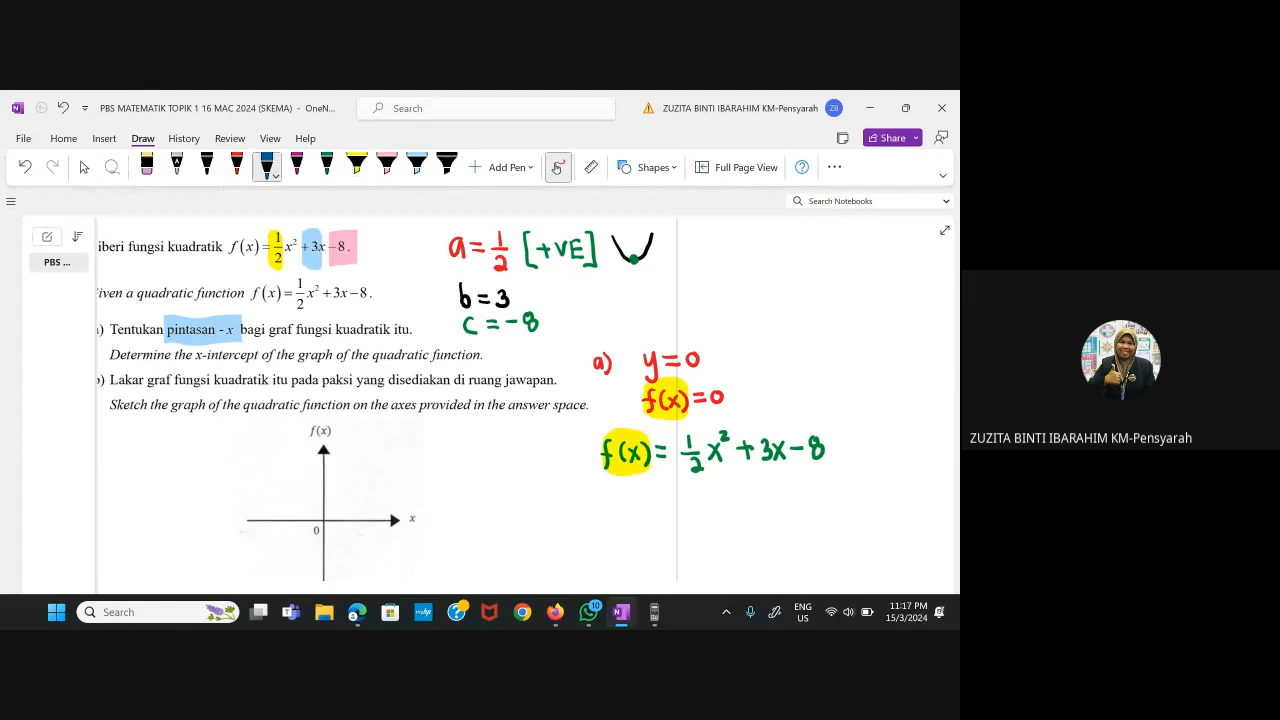 PBS MATEMATIK TOPIK 1 16 MAC 2024 (SKEMA) - OneN...
Search
ZUZITA BINTI IBARAHIM KM-Pensyarah
ZB
File Home Insert Draw History Review View Help
Share
Add Pen
Shapes
Full Page View
Search Notebooks
PBS ...
iberi fungsi kuadratik f(x) = 1/2 x² + 3x − 8.
iven a quadratic function f(x) = 1/2 x² + 3x − 8.
) Tentukan pintasan - x bagi graf fungsi kuadratik itu.
Determine the x-intercept of the graph of the quadratic function.
) Lakar graf fungsi kuadratik itu pada paksi yang disediakan di ruang jawapan.
Sketch the graph of the quadratic function on the axes provided in the answer space.
f(x)
x
0
a = 1/2 [+VE]
b = 3
c = −8
a) y = 0
f(x) = 0
f(x) = 1/2 x² + 3x − 8
ZUZITA BINTI IBARAHIM KM-Pensyarah
Search
10
ENG
US
11:17 PM
15/3/2024